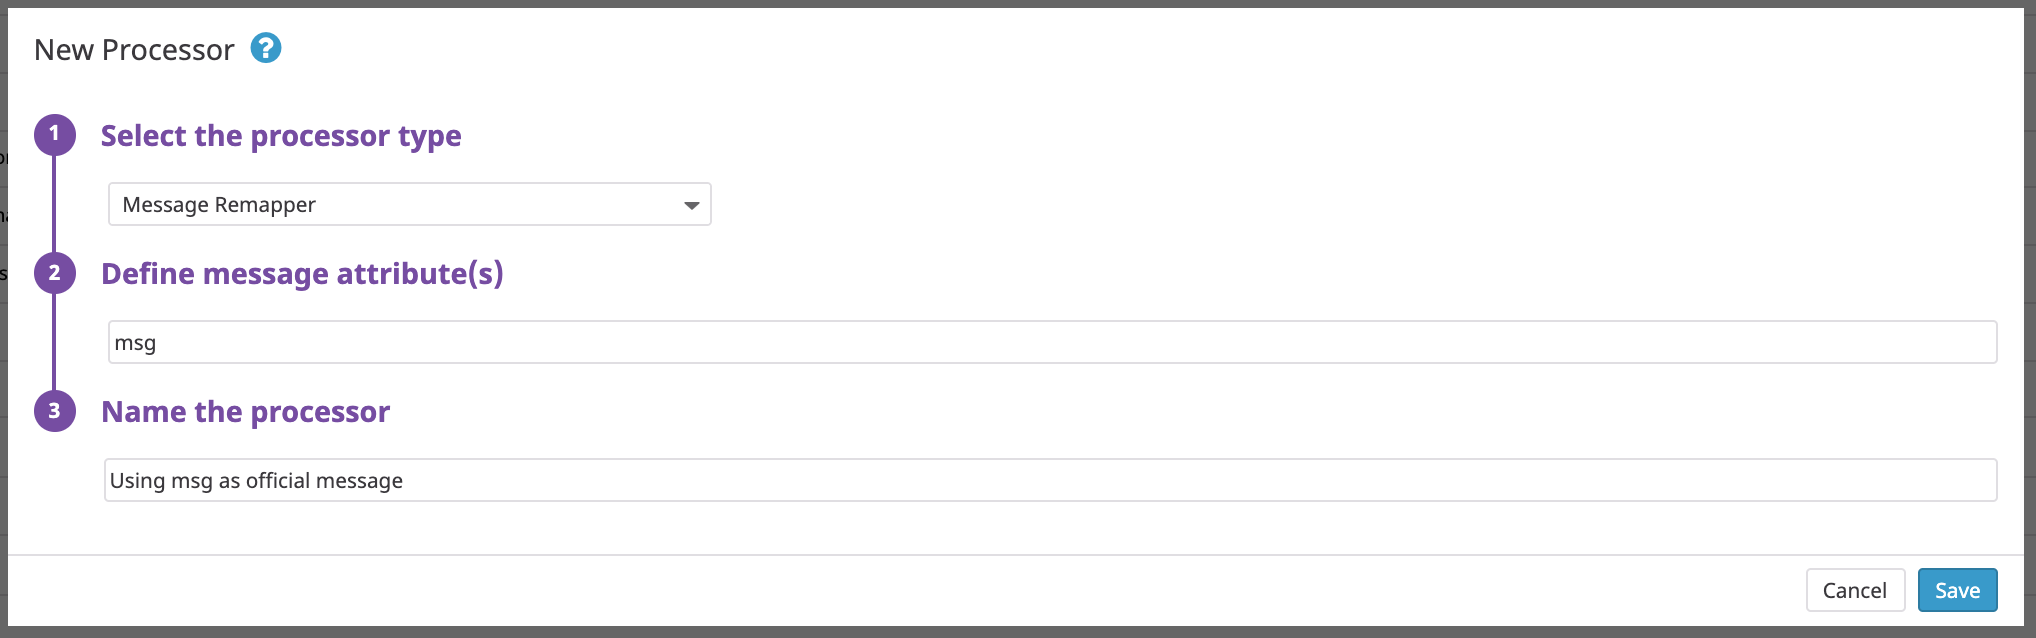 New Processor ?
1 Select the processor type
Message Remapper
2 Define message attribute(s)
msg
3 Name the processor
Using msg as official message
Cancel Save